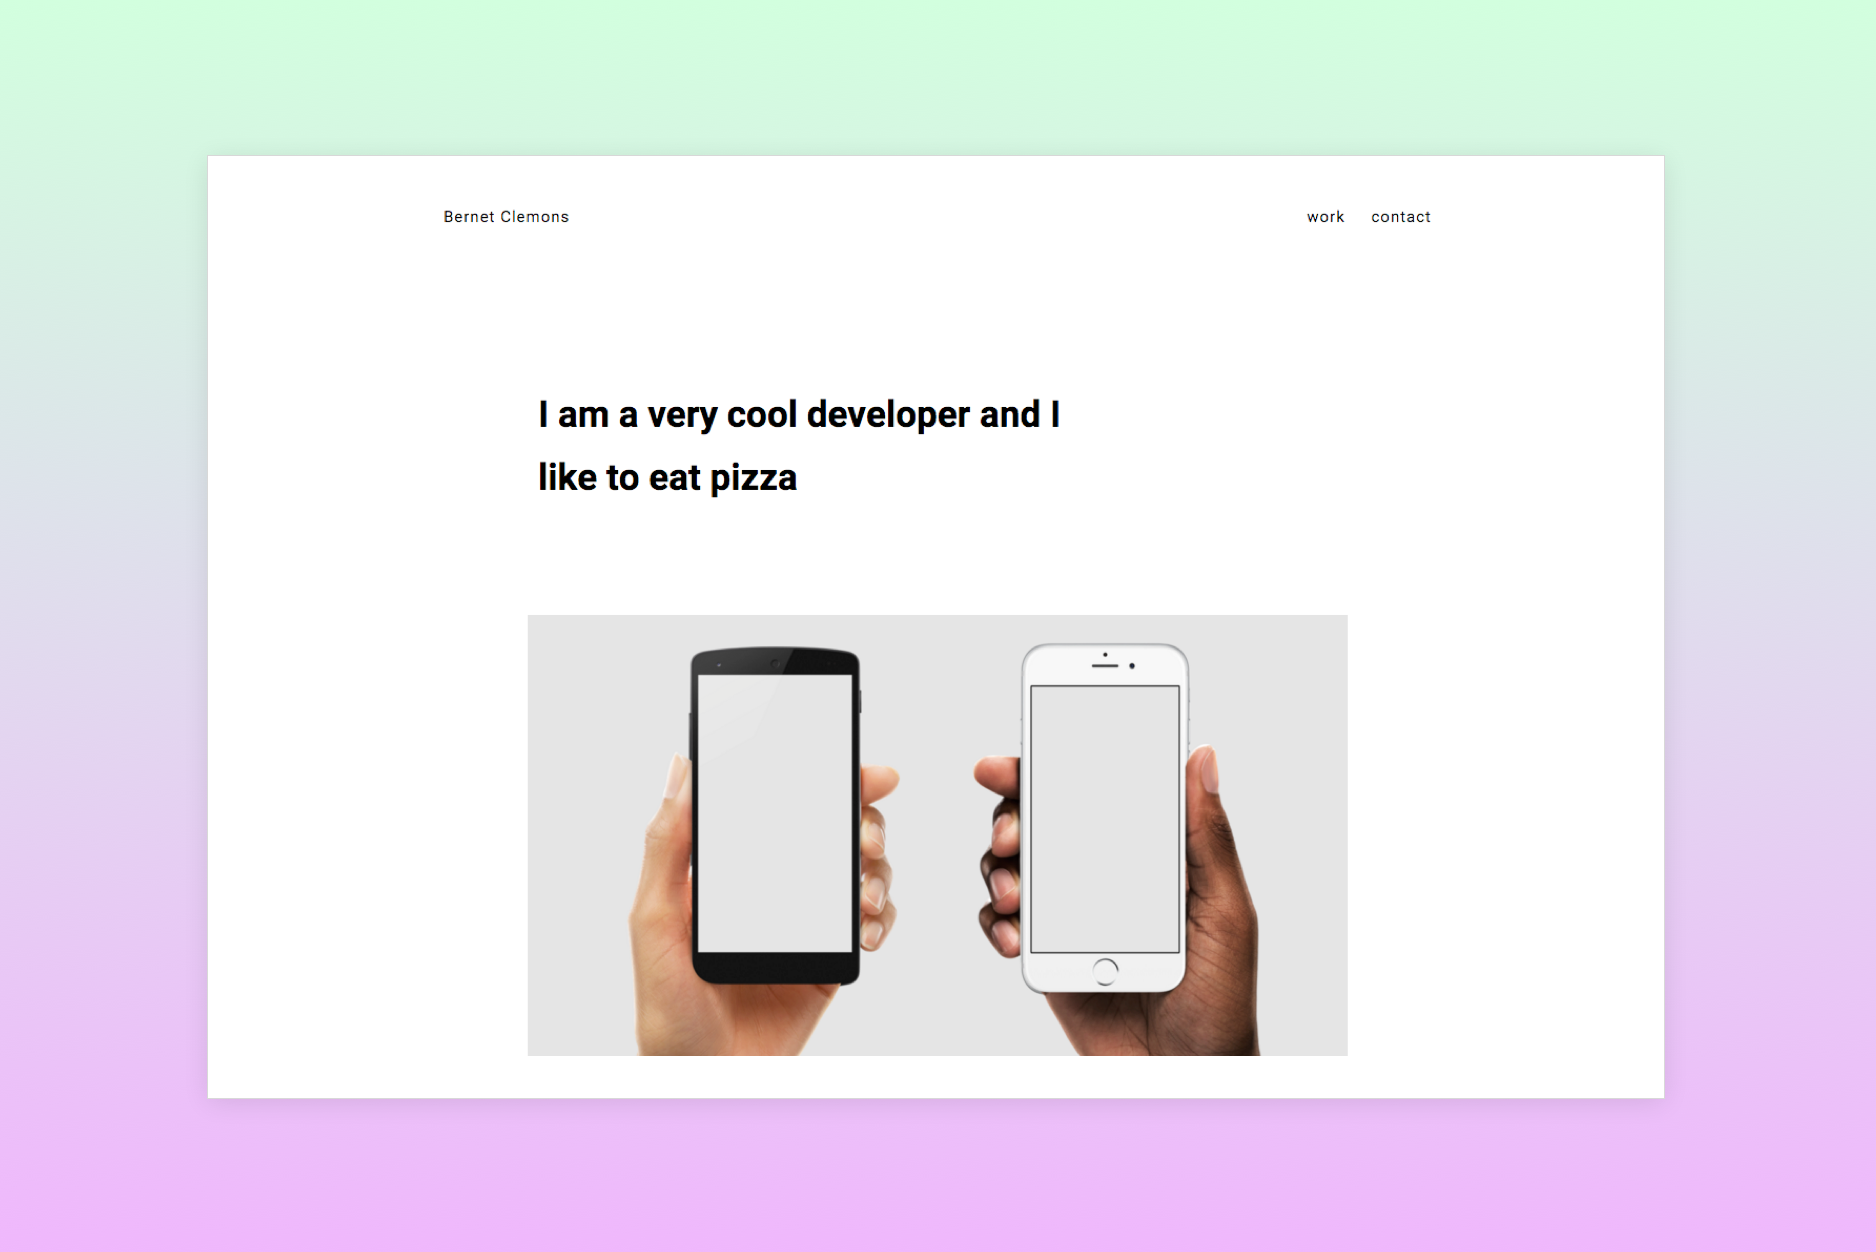 Bernet Clemons
work contact
I am a very cool developer and I
like to eat pizza